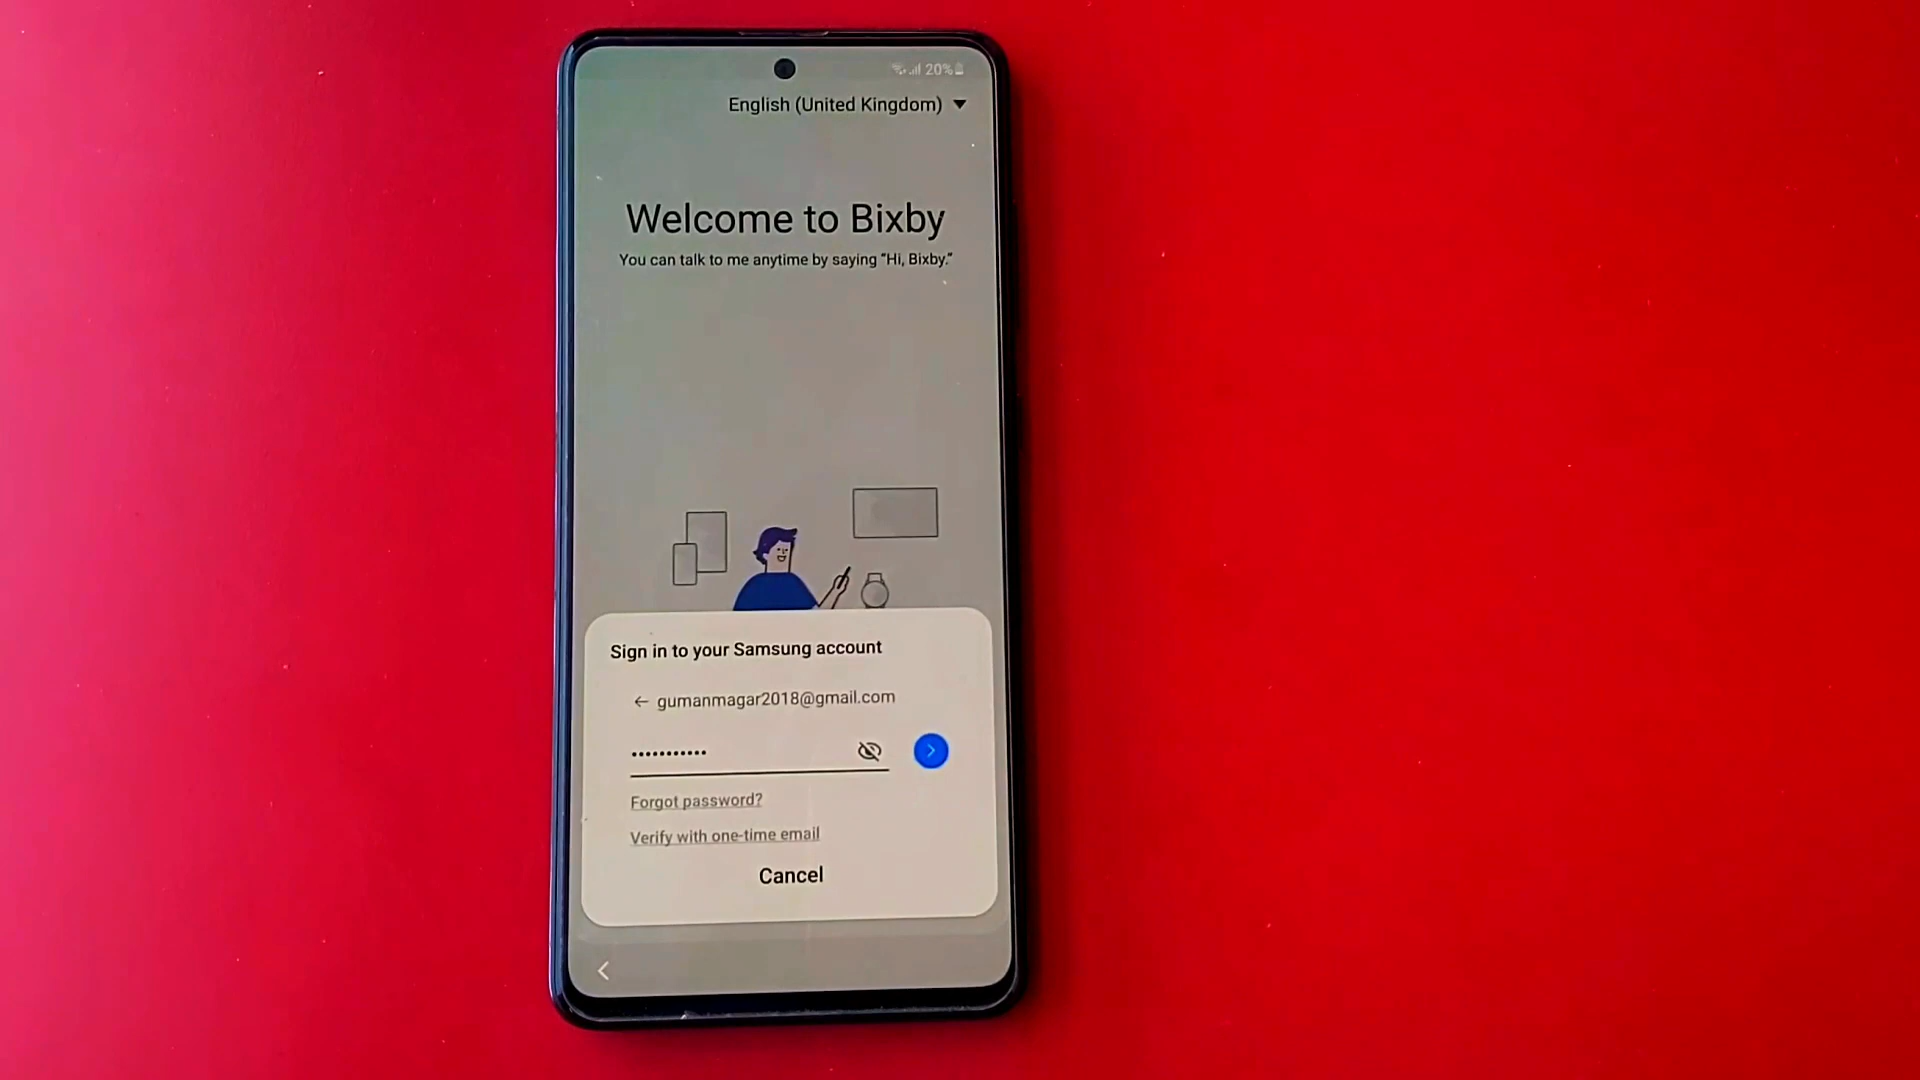 20%
English (United Kingdom)
Welcome to Bixby
You can talk to me anytime by saying “Hi, Bixby.”
Sign in to your Samsung account
gumanmagar2018@gmail.com
•••••••••••
Forgot password?
Verify with one-time email
Cancel